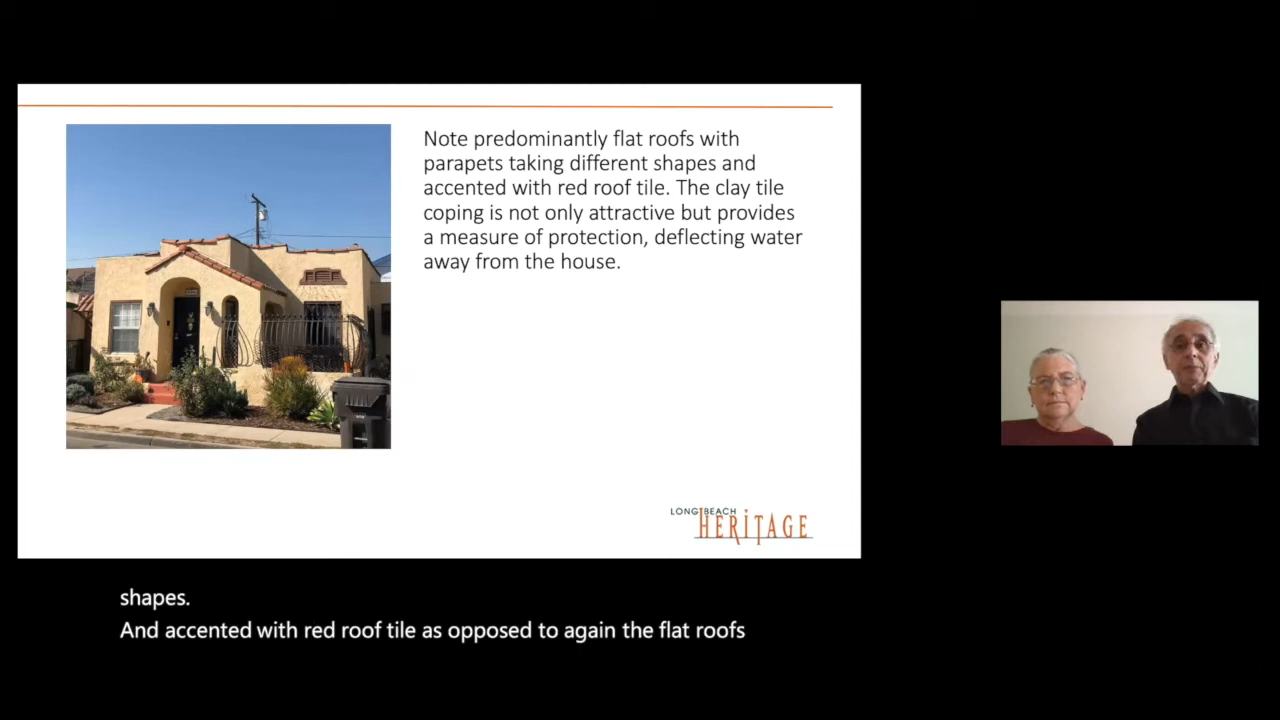 Note predominantly flat roofs with
parapets taking different shapes and
accented with red roof tile. The clay tile
coping is not only attractive but provides
a measure of protection, deflecting water
away from the house.
LONG BEACH
HERITAGE
shapes.
And accented with red roof tile as opposed to again the flat roofs